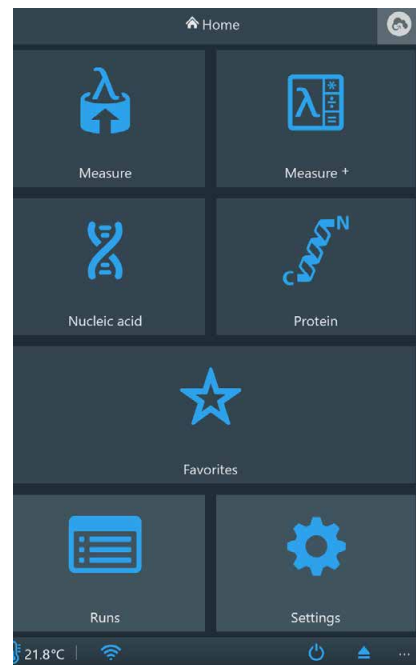 Home
λ
λ * ÷ =
Measure
Measure +
N
C
Nucleic acid
Protein
Favorites
Runs
Settings
21.8°C
...